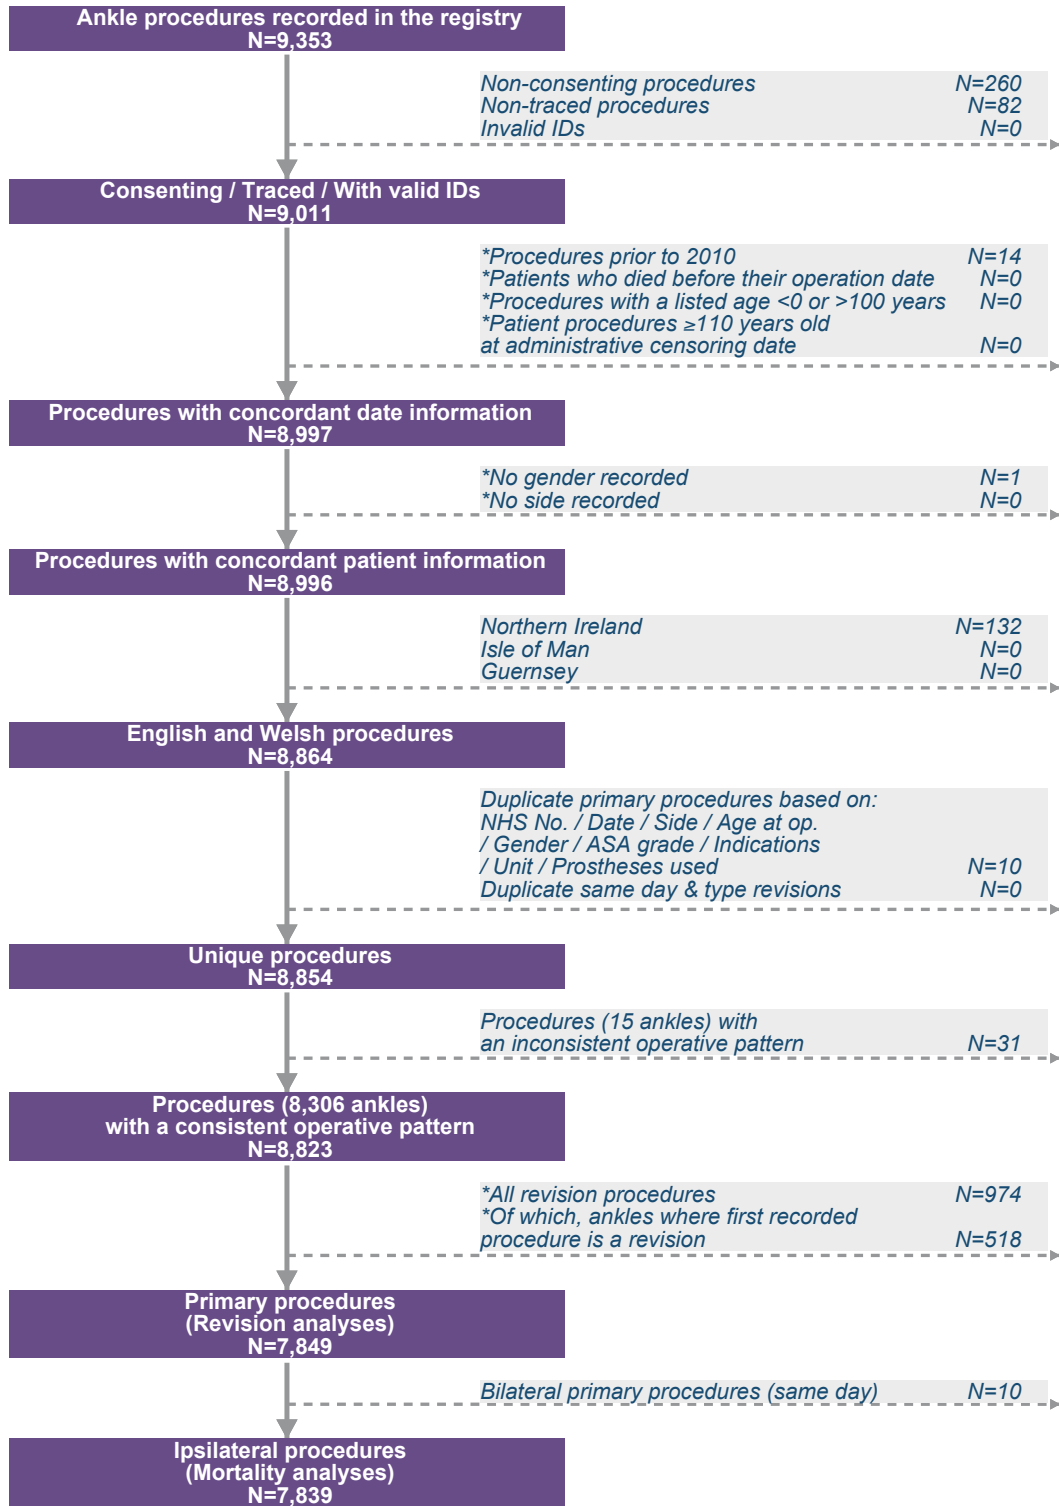 Ankle procedures recorded in the registry
N=9,353
Non-consenting procedures N=260
Non-traced procedures N=82
Invalid IDs N=0
Consenting / Traced / With valid IDs
N=9,011
*Procedures prior to 2010 N=14
*Patients who died before their operation date N=0
*Procedures with a listed age <0 or >100 years N=0
*Patient procedures ≥110 years old
at administrative censoring date N=0
Procedures with concordant date information
N=8,997
*No gender recorded N=1
*No side recorded N=0
Procedures with concordant patient information
N=8,996
Northern Ireland N=132
Isle of Man N=0
Guernsey N=0
English and Welsh procedures
N=8,864
Duplicate primary procedures based on:
NHS No. / Date / Side / Age at op.
/ Gender / ASA grade / Indications
/ Unit / Prostheses used N=10
Duplicate same day & type revisions N=0
Unique procedures
N=8,854
Procedures (15 ankles) with
an inconsistent operative pattern N=31
Procedures (8,306 ankles)
with a consistent operative pattern
N=8,823
*All revision procedures N=974
*Of which, ankles where first recorded
procedure is a revision N=518
Primary procedures
(Revision analyses)
N=7,849
Bilateral primary procedures (same day) N=10
Ipsilateral procedures
(Mortality analyses)
N=7,839